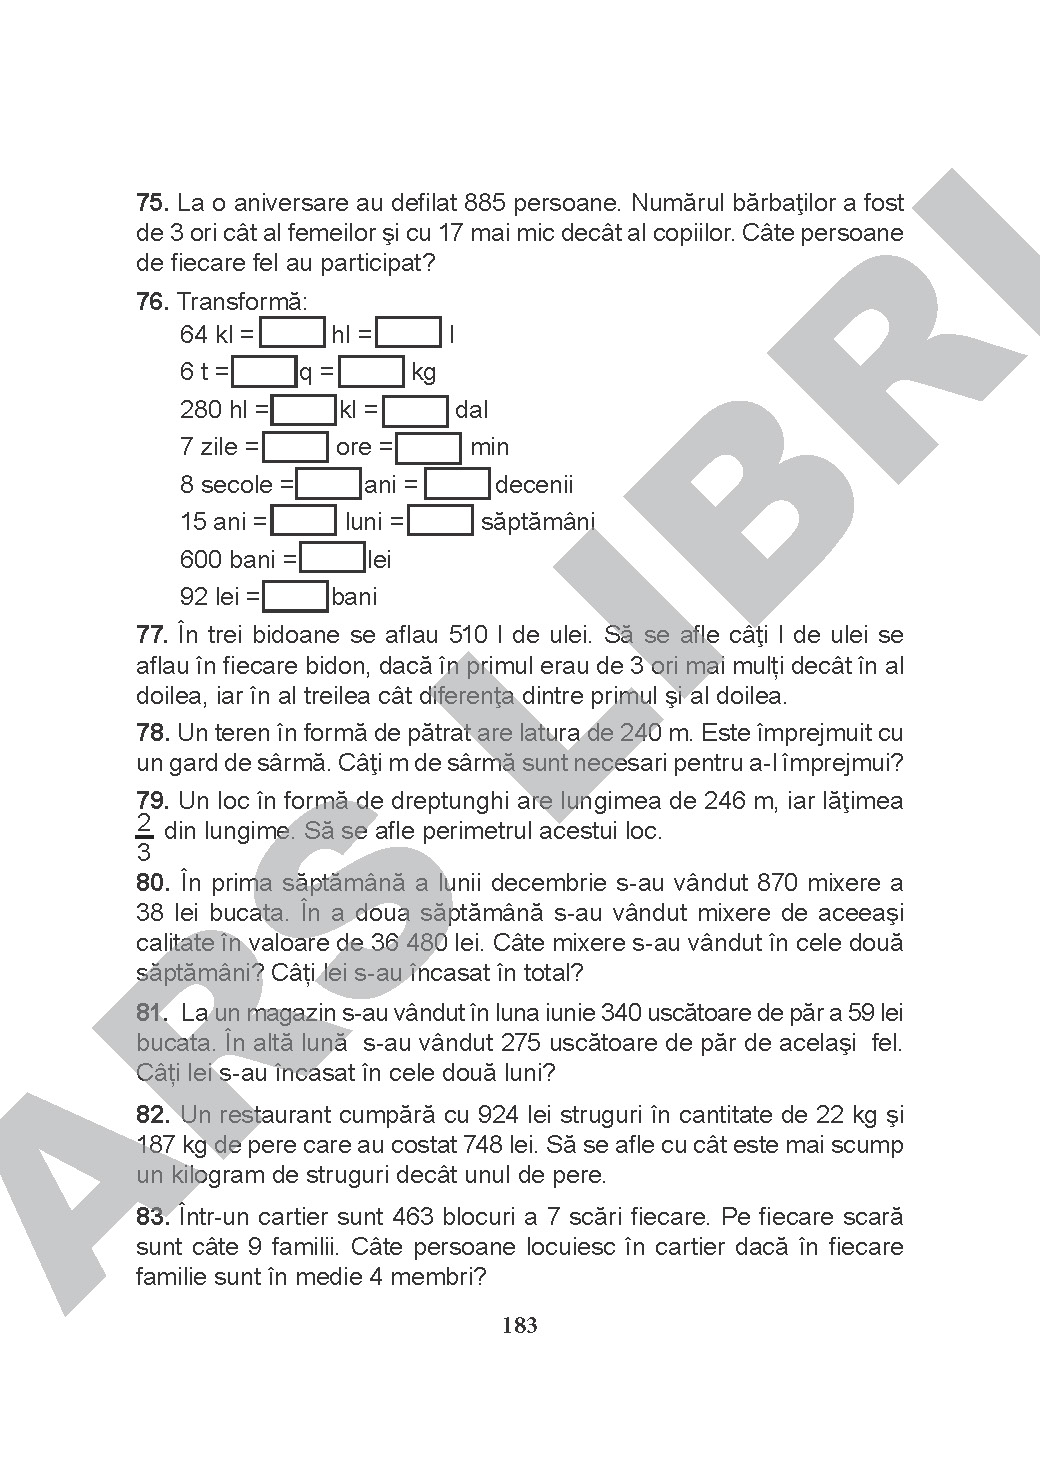 75. La o aniversare au defilat 885 persoane. Numărul bărbaţilor a fost
de 3 ori cât al femeilor şi cu 17 mai mic decât al copiilor. Câte persoane
de fiecare fel au participat?
76. Transformă:
64 kl = hl = l
6 t = q = kg
280 hl = kl = dal
7 zile = ore = min
8 secole = ani = decenii
15 ani = luni = săptămâni
600 bani = lei
92 lei = bani
77. În trei bidoane se aflau 510 l de ulei. Să se afle câţi l de ulei se
aflau în fiecare bidon, dacă în primul erau de 3 ori mai mulți decât în al
doilea, iar în al treilea cât diferenţa dintre primul şi al doilea.
78. Un teren în formă de pătrat are latura de 240 m. Este împrejmuit cu
un gard de sârmă. Câţi m de sârmă sunt necesari pentru a-l împrejmui?
79. Un loc în formă de dreptunghi are lungimea de 246 m, iar lăţimea
2/3 din lungime. Să se afle perimetrul acestui loc.
80. În prima săptămână a lunii decembrie s-au vândut 870 mixere a
38 lei bucata. În a doua săptămână s-au vândut mixere de aceeaşi
calitate în valoare de 36 480 lei. Câte mixere s-au vândut în cele două
săptămâni? Câți lei s-au încasat în total?
81. La un magazin s-au vândut în luna iunie 340 uscătoare de păr a 59 lei
bucata. În altă lună s-au vândut 275 uscătoare de păr de acelaşi fel.
Câți lei s-au încasat în cele două luni?
82. Un restaurant cumpără cu 924 lei struguri în cantitate de 22 kg şi
187 kg de pere care au costat 748 lei. Să se afle cu cât este mai scump
un kilogram de struguri decât unul de pere.
83. Într-un cartier sunt 463 blocuri a 7 scări fiecare. Pe fiecare scară
sunt câte 9 familii. Câte persoane locuiesc în cartier dacă în fiecare
familie sunt în medie 4 membri?
183
ARS LIBRI